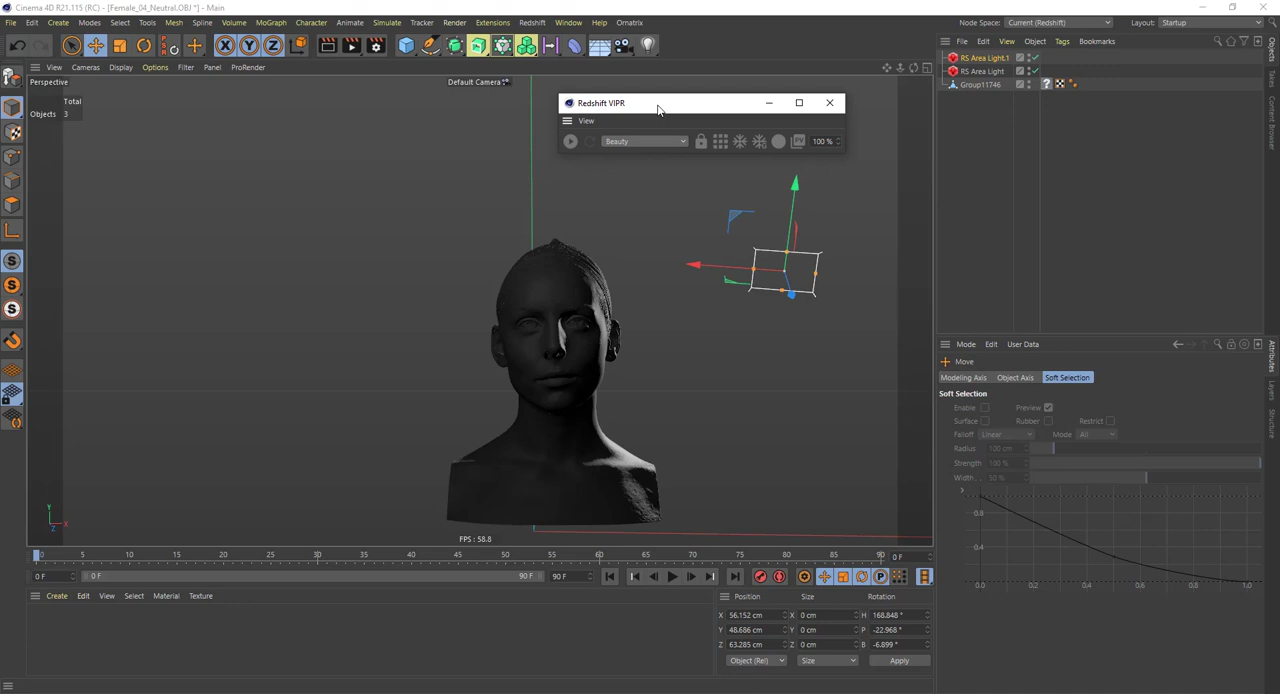 Cinema 4D R21.115 (RC) - [Female_04_Neutral.OBJ *] - Main
File Edit Create Modes Select Tools Mesh Spline Volume MoGraph Character Animate Simulate Tracker Render Extensions Redshift Window Help Ornatrix
Node Space: Current (Redshift) Layout: Startup
X Y Z
View Cameras Display Options Filter Panel ProRender
File Edit View Object Tags Bookmarks
Perspective
Default Camera
Total
Objects 3
Redshift VIPR
View
Beauty
PV
100 %
RS Area Light.1
RS Area Light
Group11746
?
Objects
Takes
Content Browser
S
S
S
Mode Edit User Data
Move
Modeling Axis Object Axis Soft Selection
Soft Selection
Enable Preview
Surface Rubber Restrict
Falloff Linear Mode All
Radius 100 cm
Strength 100 %
Width . . 50 %
0.8
0.4
0.0 0.2 0.4 0.6 0.8 1.0
Attributes
Layers
Structure
Y
X
Z
FPS : 58.8
0 5 10 15 20 25 30 35 40 45 50 55 60 65 70 75 80 85 90 0 F
0 F 0 F 90 F 90 F
P
Create Edit View Select Material Texture
Position Size Rotation
X 56.152 cm X 0 cm H 168.848 °
Y 48.686 cm Y 0 cm P -22.968 °
Z 63.285 cm Z 0 cm B -6.899 °
Object (Rel) Size Apply